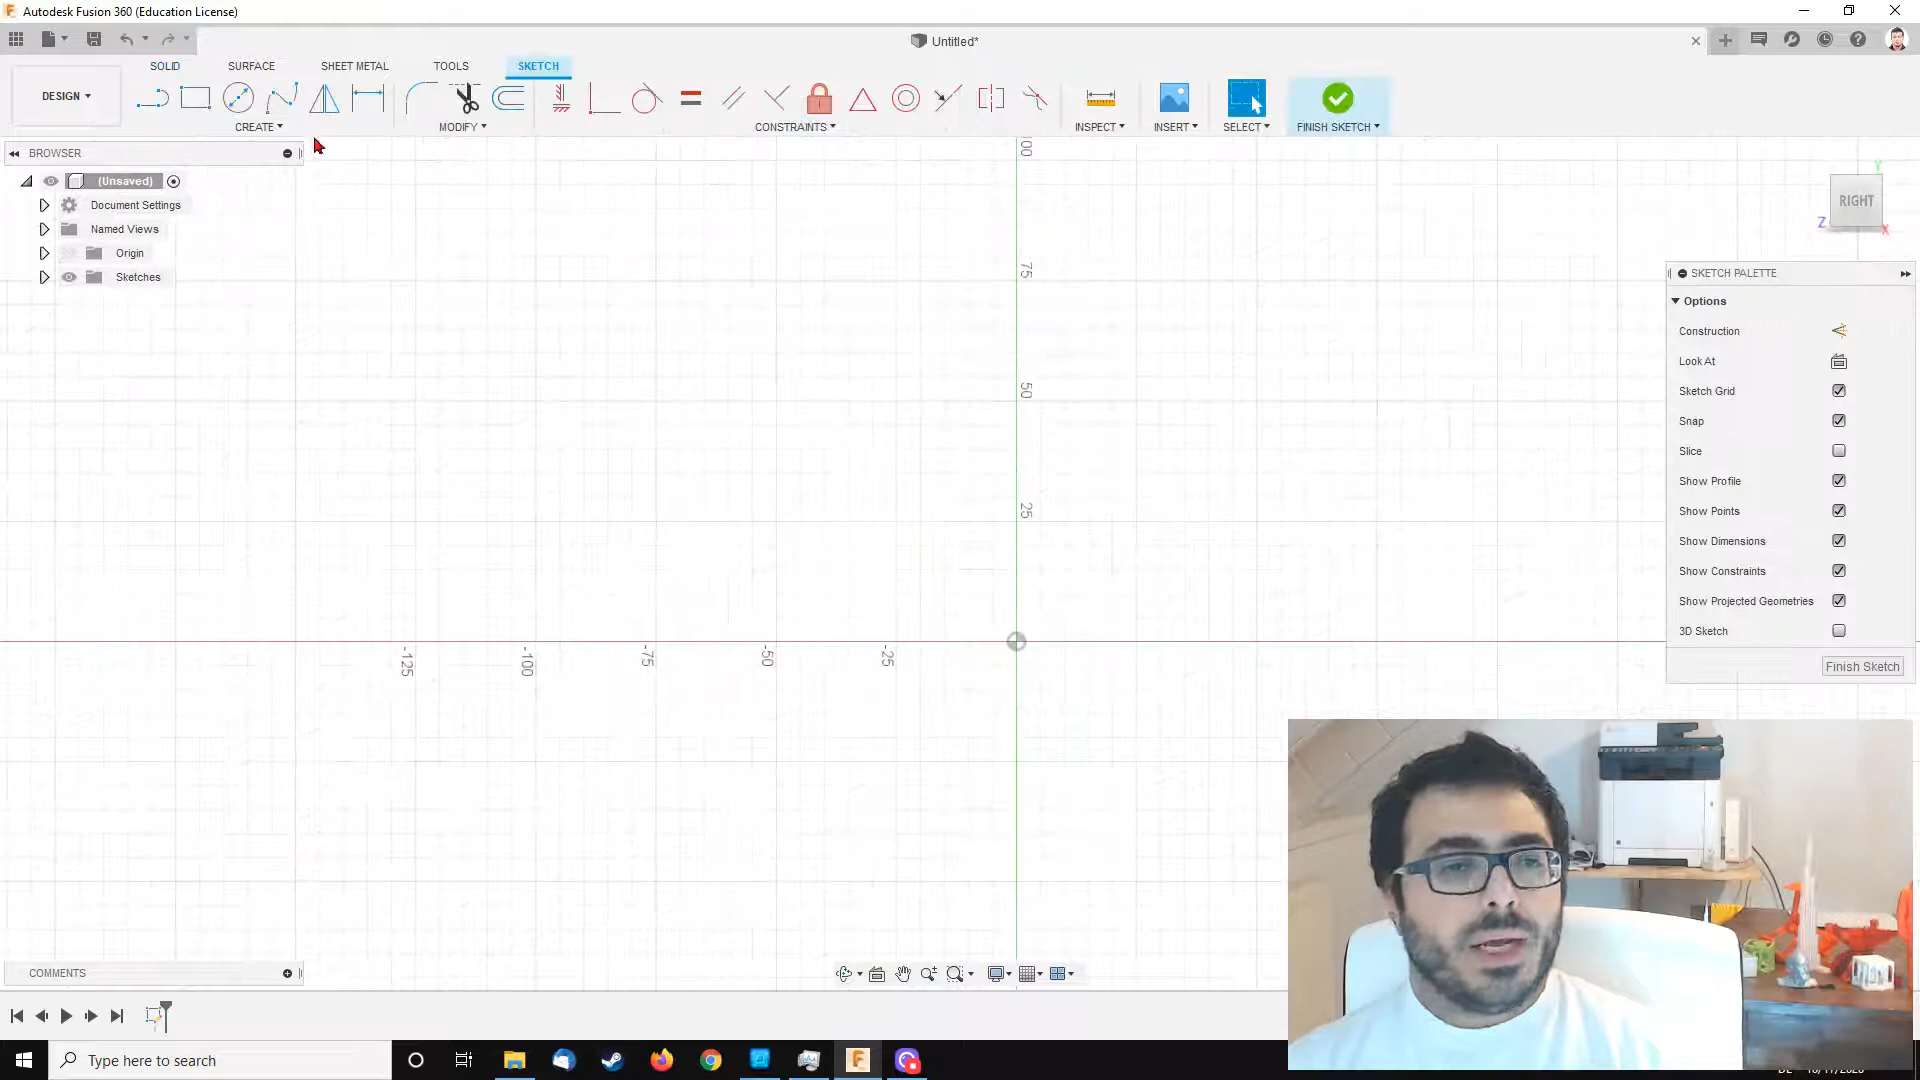 Autodesk Fusion 360 (Education License)
Untitled*
SOLID
SURFACE
SHEET METAL
TOOLS
SKETCH
DESIGN
CREATE
MODIFY
CONSTRAINTS
INSPECT
INSERT
SELECT
FINISH SKETCH
BROWSER
(Unsaved)
Document Settings
Named Views
Origin
Sketches
00
75
50
25
-125
-100
-75
-50
-25
Y
RIGHT
Z
X
SKETCH PALETTE
Options
Construction
Look At
Sketch Grid
Snap
Slice
Show Profile
Show Points
Show Dimensions
Show Constraints
Show Projected Geometries
3D Sketch
Finish Sketch
COMMENTS
Type here to search